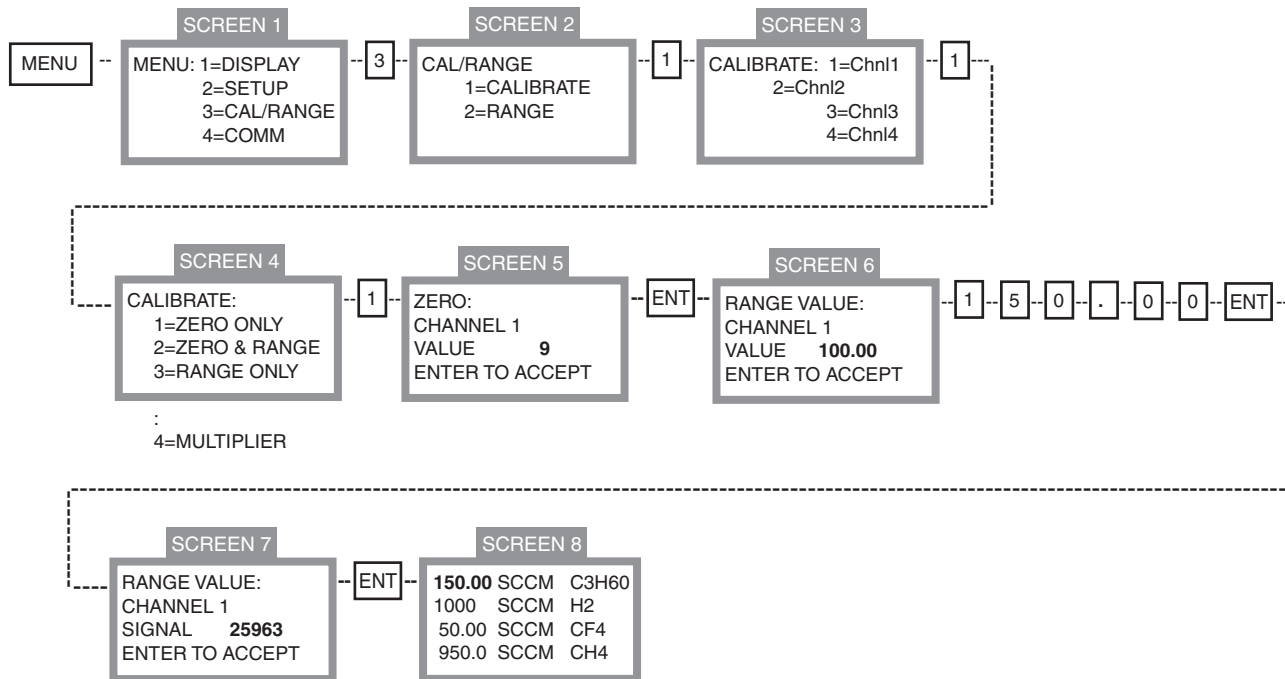 SCREEN 1
SCREEN 2
SCREEN 3
MENU
MENU: 1=DISPLAY
2=SETUP
3=CAL/RANGE
4=COMM
3
CAL/RANGE
1=CALIBRATE
2=RANGE
1
CALIBRATE: 1=Chnl1
2=Chnl2
3=Chnl3
4=Chnl4
1
SCREEN 4
SCREEN 5
SCREEN 6
CALIBRATE:
1=ZERO ONLY
2=ZERO & RANGE
3=RANGE ONLY
:
4=MULTIPLIER
1
ZERO:
CHANNEL 1
VALUE 9
ENTER TO ACCEPT
ENT
RANGE VALUE:
CHANNEL 1
VALUE 100.00
ENTER TO ACCEPT
1 5 0 . 0 0 ENT
SCREEN 7
SCREEN 8
RANGE VALUE:
CHANNEL 1
SIGNAL 25963
ENTER TO ACCEPT
ENT
150.00 SCCM C3H60
1000 SCCM H2
50.00 SCCM CF4
950.0 SCCM CH4